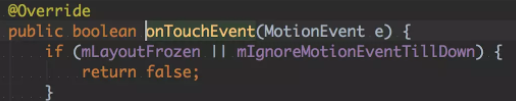 @Override
public boolean onTouchEvent(MotionEvent e) {
if (mLayoutFrozen || mIgnoreMotionEventTillDown) {
return false;
}